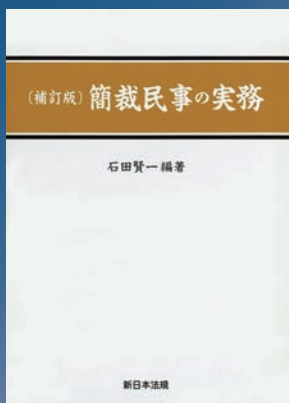 〔補訂版〕簡裁民事の実務
石田賢一編著
新日本法規